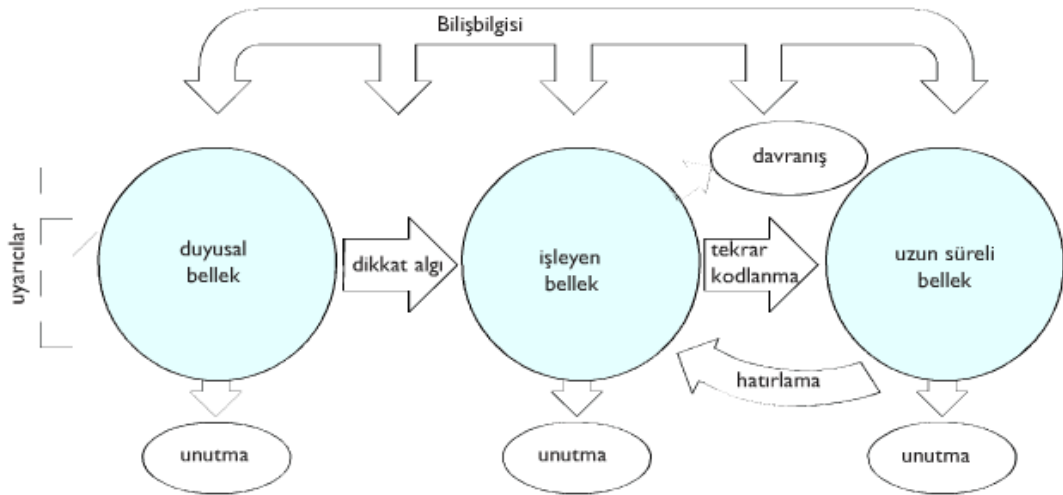 Bilişbilgisi
davranış
uyarıcılar
duyusal
bellek
dikkat algı
işleyen
bellek
tekrar
kodlanma
uzun süreli
bellek
hatırlama
unutma
unutma
unutma